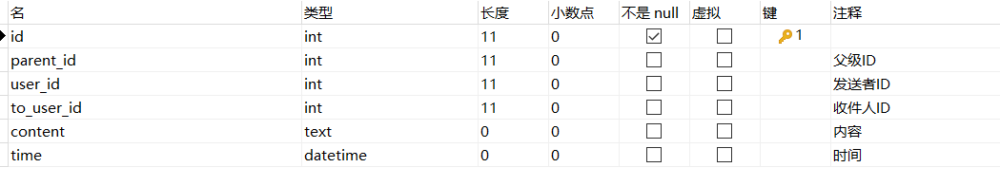 名 类型 长度 小数点 不是 null 虚拟 键 注释
id int 11 0 1
parent_id int 11 0 父级ID
user_id int 11 0 发送者ID
to_user_id int 11 0 收件人ID
content text 0 0 内容
time datetime 0 0 时间